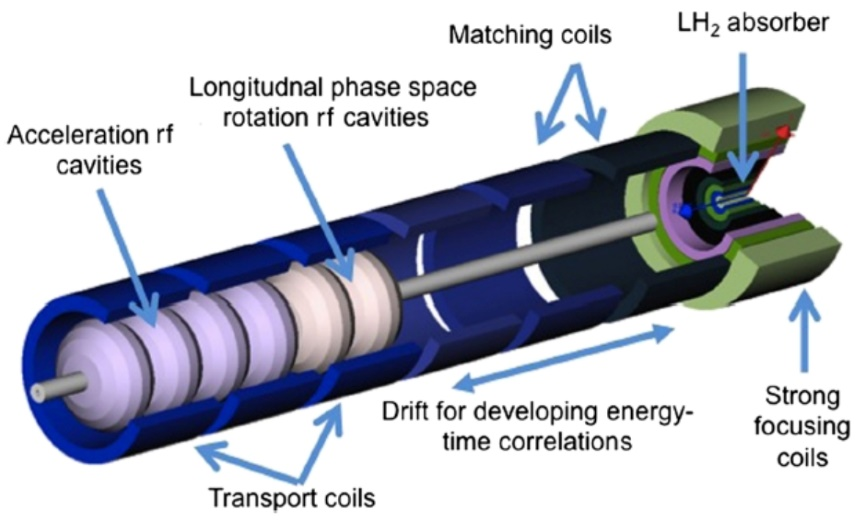 Matching coils
LH₂ absorber
Longitudnal phase space
rotation rf cavities
Acceleration rf
cavities
Drift for developing energy-
time correlations
Strong
focusing
coils
Transport coils